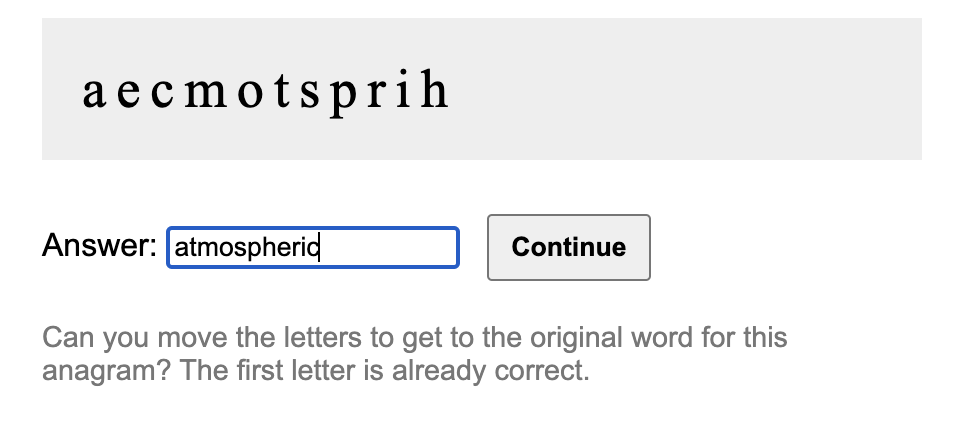 a e c m o t s p r i h
Answer: atmospheric Continue
Can you move the letters to get to the original word for this
anagram? The first letter is already correct.